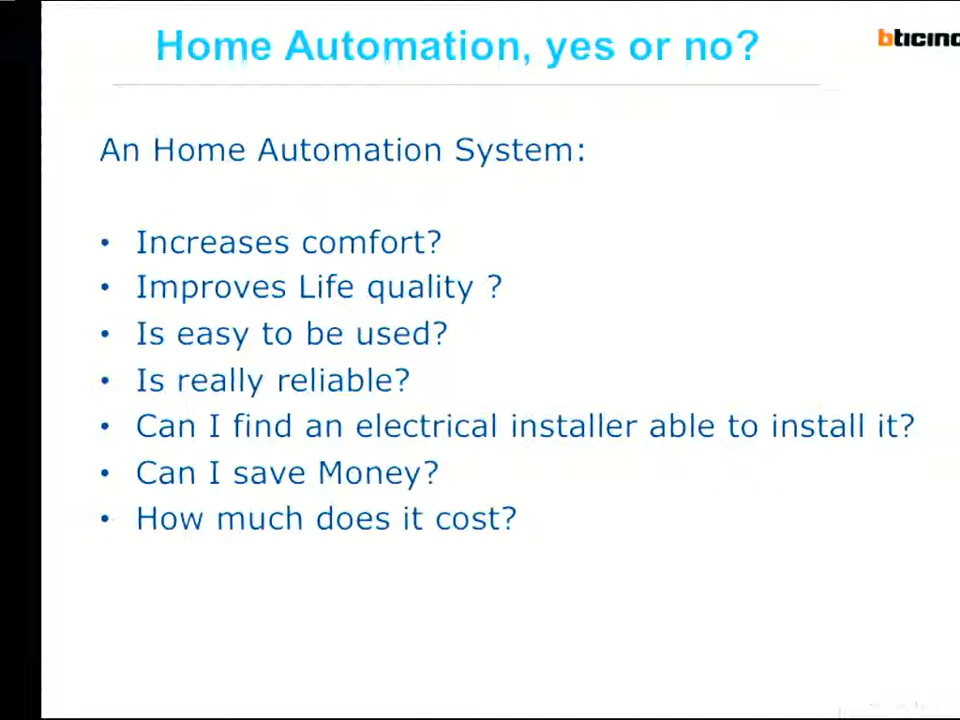 Home Automation, yes or no?
bticino
An Home Automation System:
• Increases comfort?
• Improves Life quality ?
• Is easy to be used?
• Is really reliable?
• Can I find an electrical installer able to install it?
• Can I save Money?
• How much does it cost?